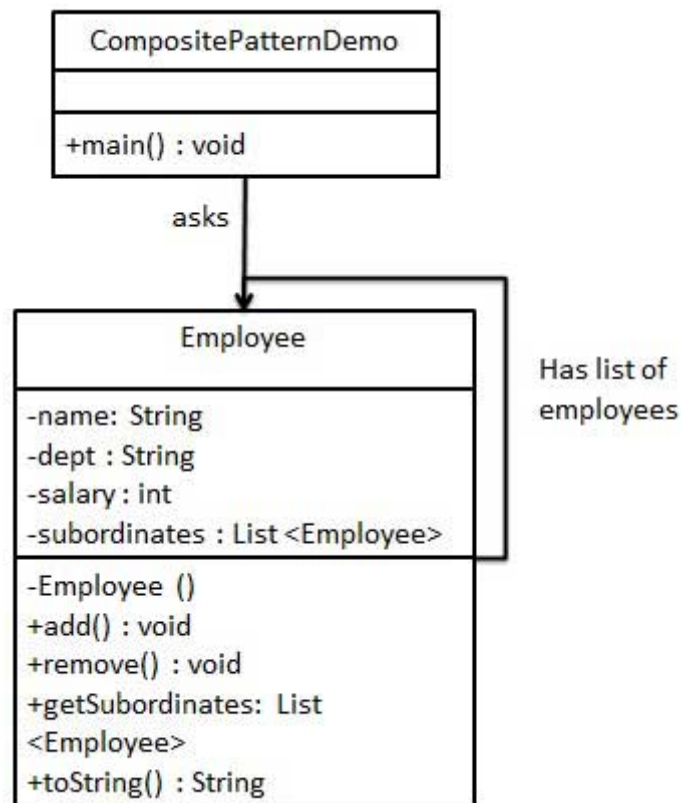 CompositePatternDemo
+main() : void
asks
Employee
Has list of
employees
-name: String
-dept : String
-salary : int
-subordinates : List <Employee>
-Employee ()
+add() : void
+remove() : void
+getSubordinates: List
<Employee>
+toString() : String